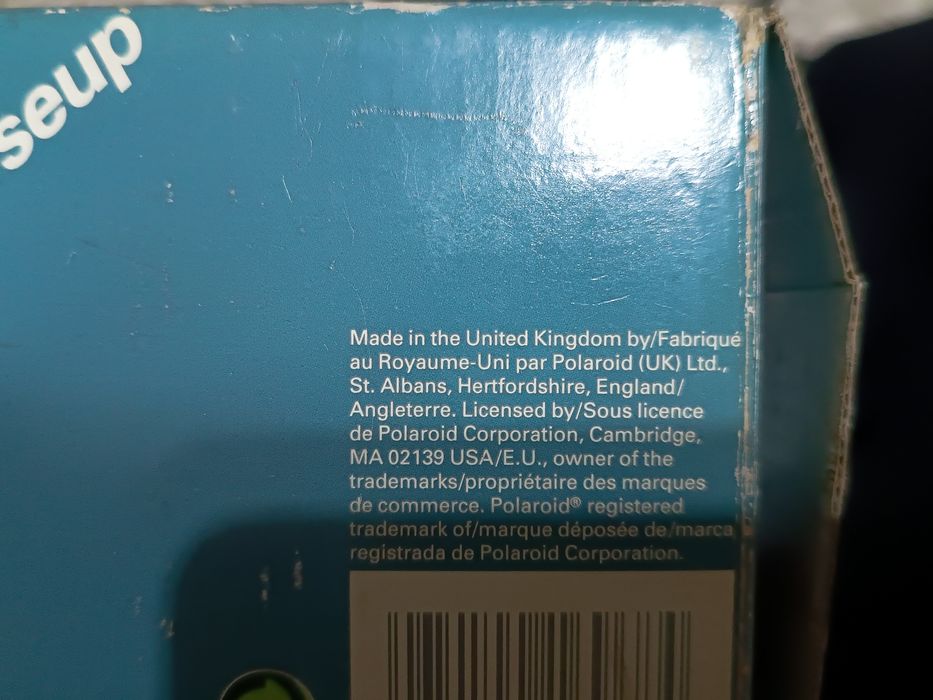 seup
Made in the United Kingdom by/Fabriqué
au Royaume-Uni par Polaroid (UK) Ltd.,
St. Albans, Hertfordshire, England/
Angleterre. Licensed by/Sous licence
de Polaroid Corporation, Cambridge,
MA 02139 USA/E.U., owner of the
trademarks/propriétaire des marques
de commerce. Polaroid® registered
trademark of/marque déposée de/marca
registrada de Polaroid Corporation.